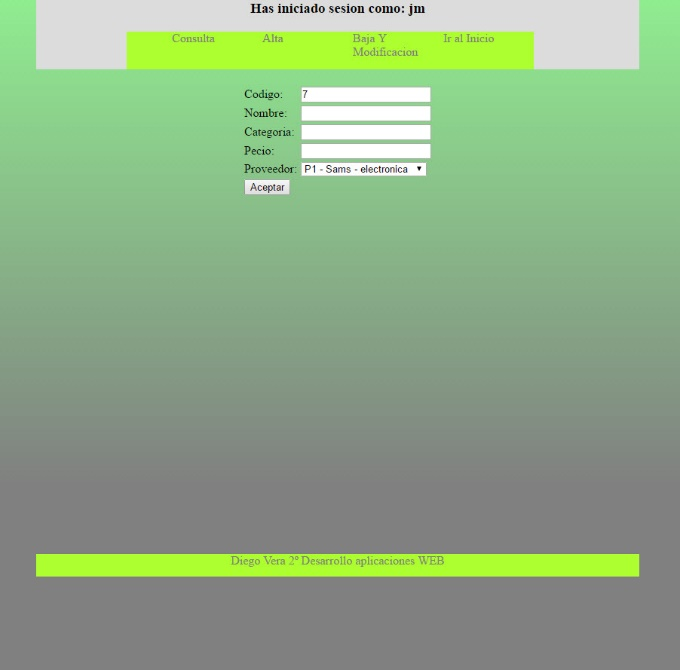 Has iniciado sesion como: jm
Consulta Alta Baja Y Modificacion Ir al Inicio
Codigo: 7
Nombre:
Categoria:
Pecio:
Proveedor: P1 - Sams - electronica
Aceptar
Diego Vera 2º Desarrollo aplicaciones WEB